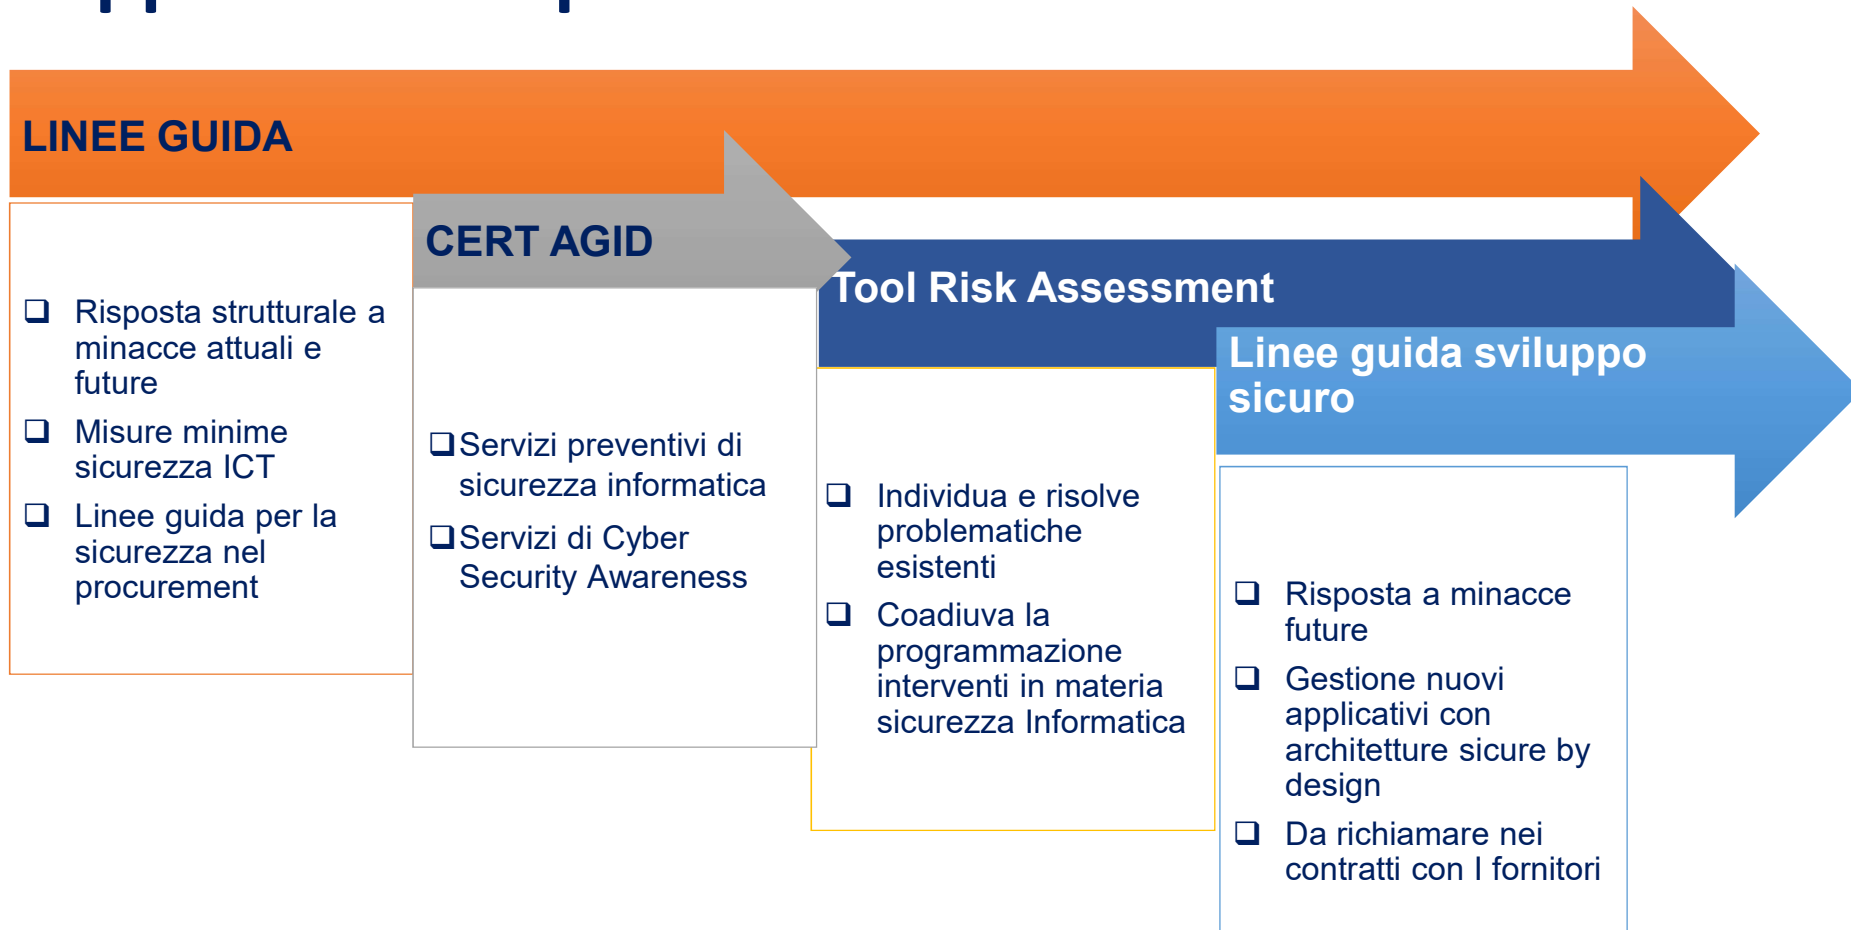 LINEE GUIDA
❑ Risposta strutturale a
minacce attuali e
future
❑ Misure minime
sicurezza ICT
❑ Linee guida per la
sicurezza nel
procurement
CERT AGID
❑Servizi preventivi di
sicurezza informatica
❑Servizi di Cyber
Security Awareness
Tool Risk Assessment
❑ Individua e risolve
problematiche
esistenti
❑ Coadiuva la
programmazione
interventi in materia
sicurezza Informatica
Linee guida sviluppo
sicuro
❑ Risposta a minacce
future
❑ Gestione nuovi
applicativi con
architetture sicure by
design
❑ Da richiamare nei
contratti con I fornitori